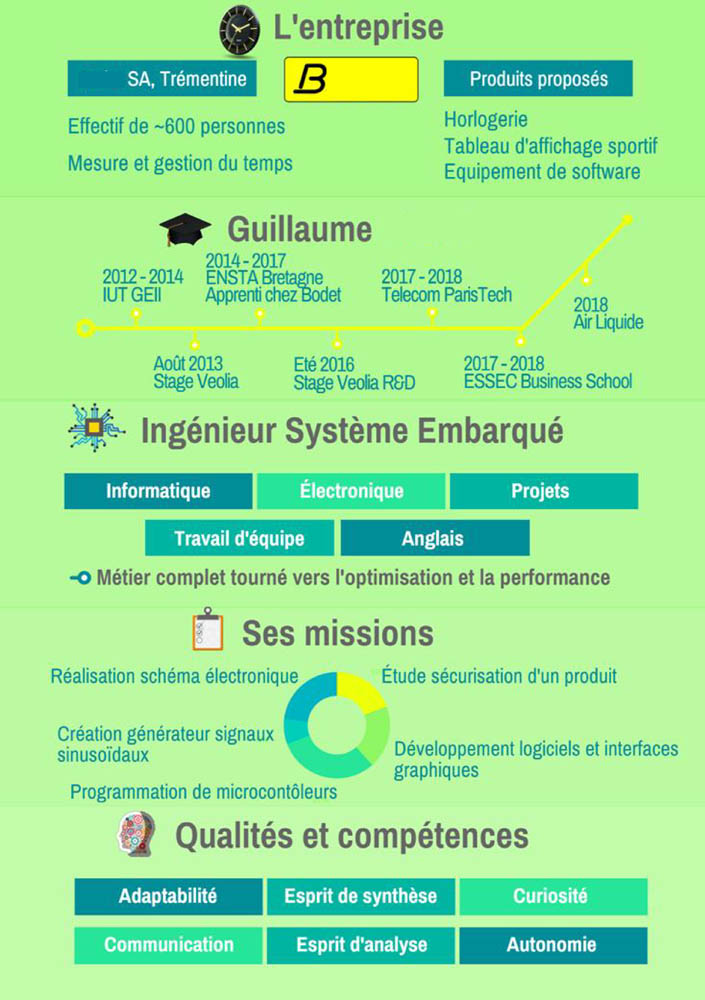 L'entreprise
SA, Trémentine
B
Produits proposés
Effectif de ~600 personnes
Mesure et gestion du temps
Horlogerie
Tableau d'affichage sportif
Equipement de software
Guillaume
2012 - 2014
IUT GEII
2014 - 2017
ENSTA Bretagne
Apprenti chez Bodet
2017 - 2018
Telecom ParisTech
2018
Air Liquide
Août 2013
Stage Veolia
Eté 2016
Stage Veolia R&D
2017 - 2018
ESSEC Business School
Ingénieur Système Embarqué
Informatique
Électronique
Projets
Travail d'équipe
Anglais
Métier complet tourné vers l'optimisation et la performance
Ses missions
Réalisation schéma électronique
Étude sécurisation d'un produit
Création générateur signaux
sinusoïdaux
Développement logiciels et interfaces
graphiques
Programmation de microcontôleurs
Qualités et compétences
Adaptabilité
Esprit de synthèse
Curiosité
Communication
Esprit d'analyse
Autonomie